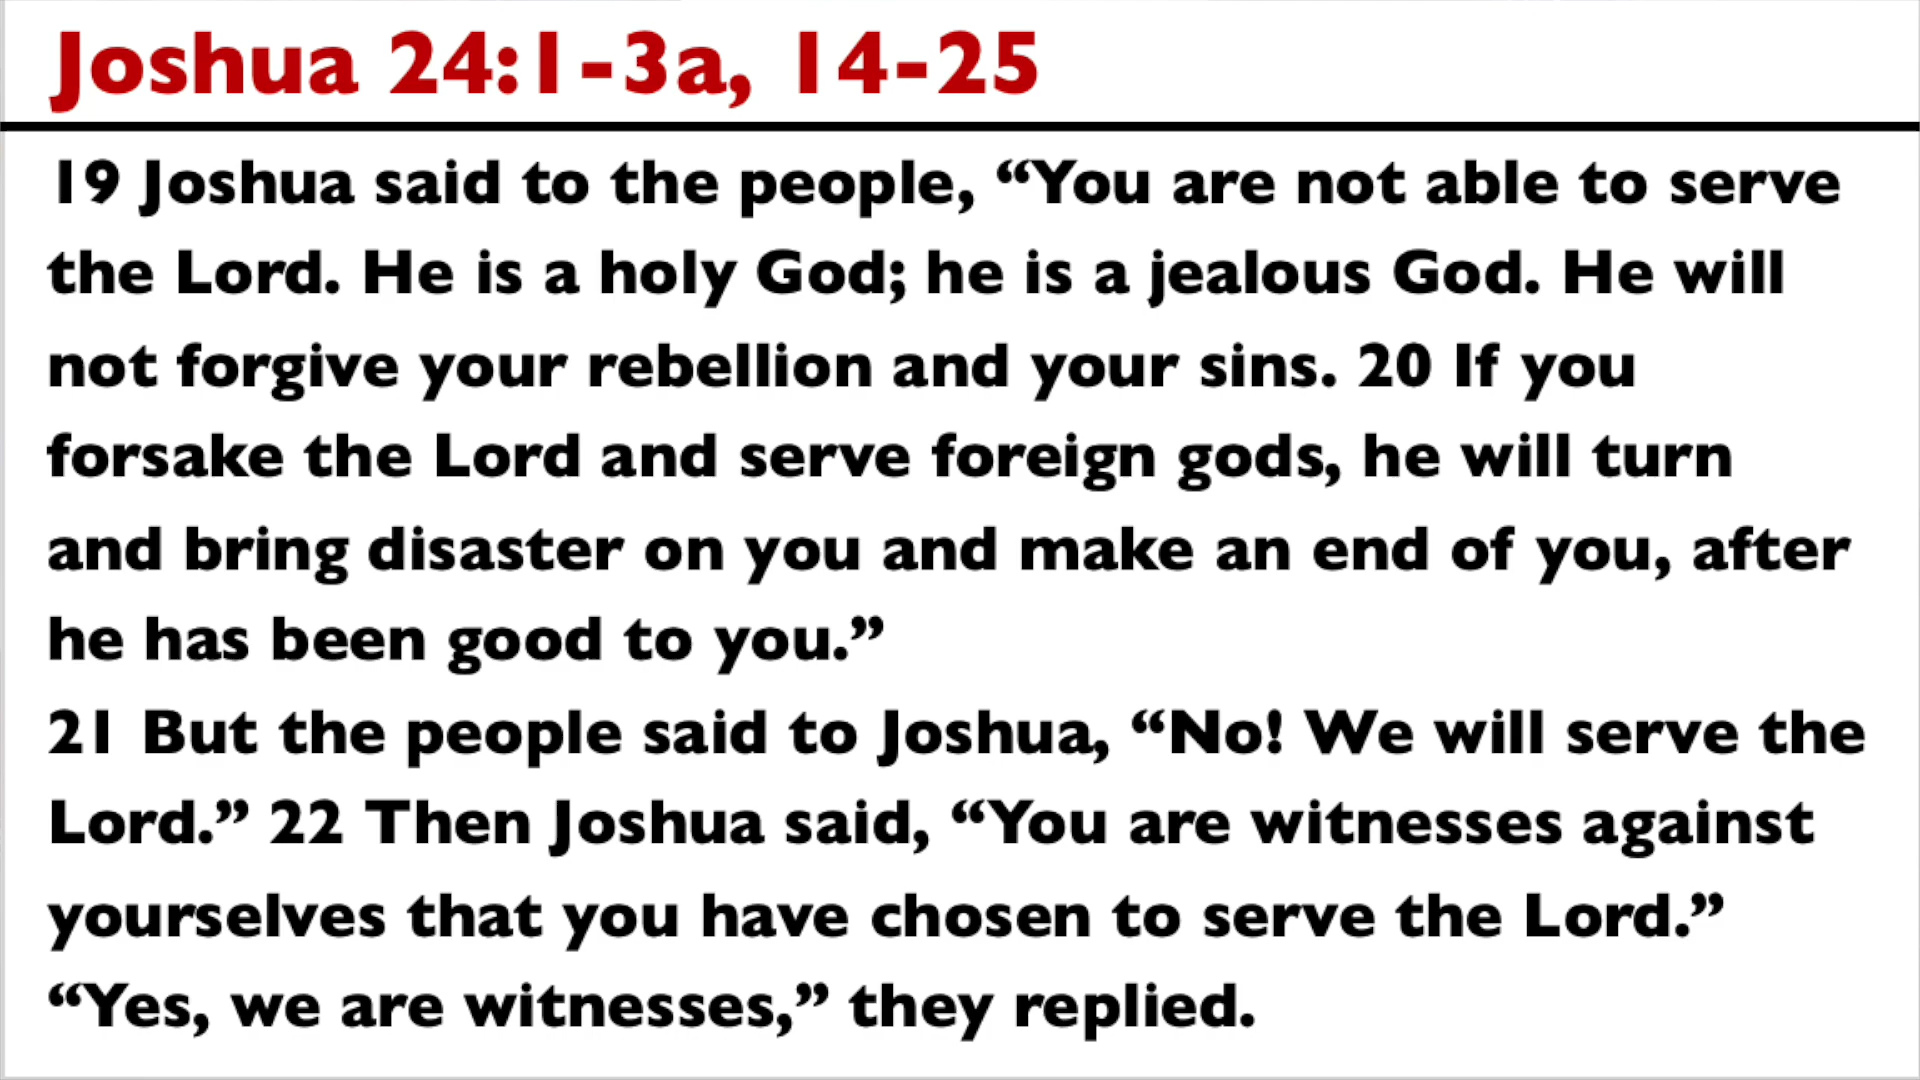 Joshua 24:1-3a, 14-25
19 Joshua said to the people, “You are not able to serve
the Lord. He is a holy God; he is a jealous God. He will
not forgive your rebellion and your sins. 20 If you
forsake the Lord and serve foreign gods, he will turn
and bring disaster on you and make an end of you, after
he has been good to you.”
21 But the people said to Joshua, “No! We will serve the
Lord.” 22 Then Joshua said, “You are witnesses against
yourselves that you have chosen to serve the Lord.”
“Yes, we are witnesses,” they replied.